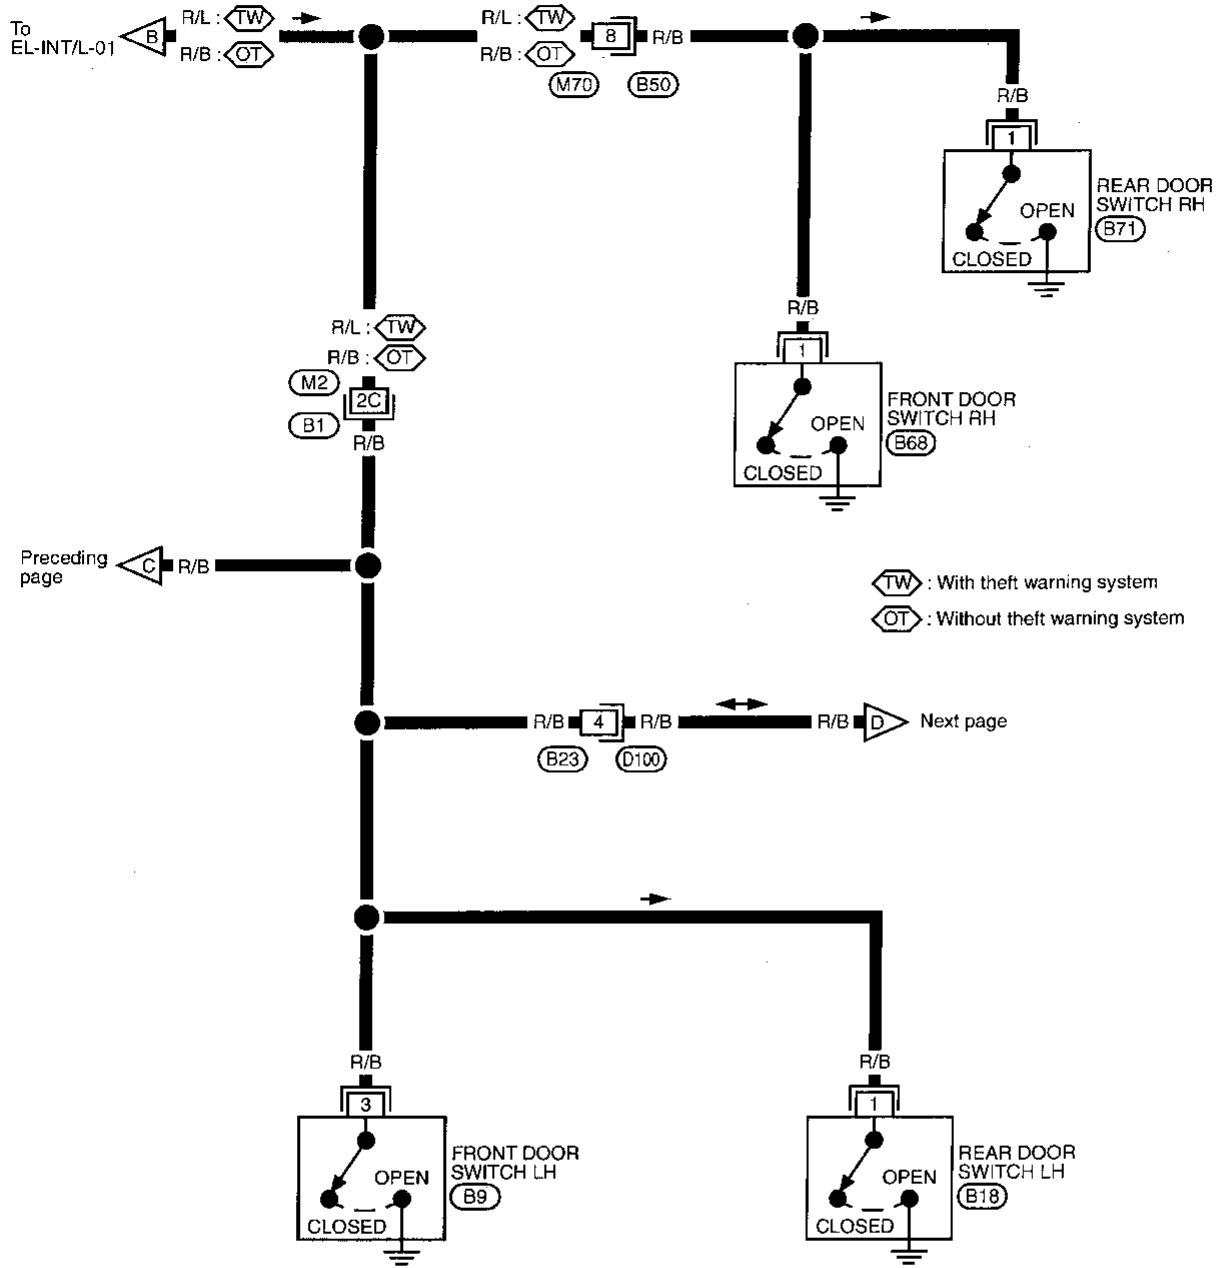 To
EL-INT/L-01
B
R/L : TW
R/B : OT
R/L : TW
R/B : OT
8
R/B
M70
B50
R/B
1
REAR DOOR
SWITCH RH
B71
OPEN
CLOSED
R/B
1
FRONT DOOR
SWITCH RH
B68
OPEN
CLOSED
R/L : TW
R/B : OT
M2
2C
B1
R/B
Preceding
page
C
R/B
TW : With theft warning system
OT : Without theft warning system
R/B
4
R/B
R/B
D
Next page
B23
D100
R/B
3
FRONT DOOR
SWITCH LH
B9
OPEN
CLOSED
R/B
1
REAR DOOR
SWITCH LH
B18
OPEN
CLOSED